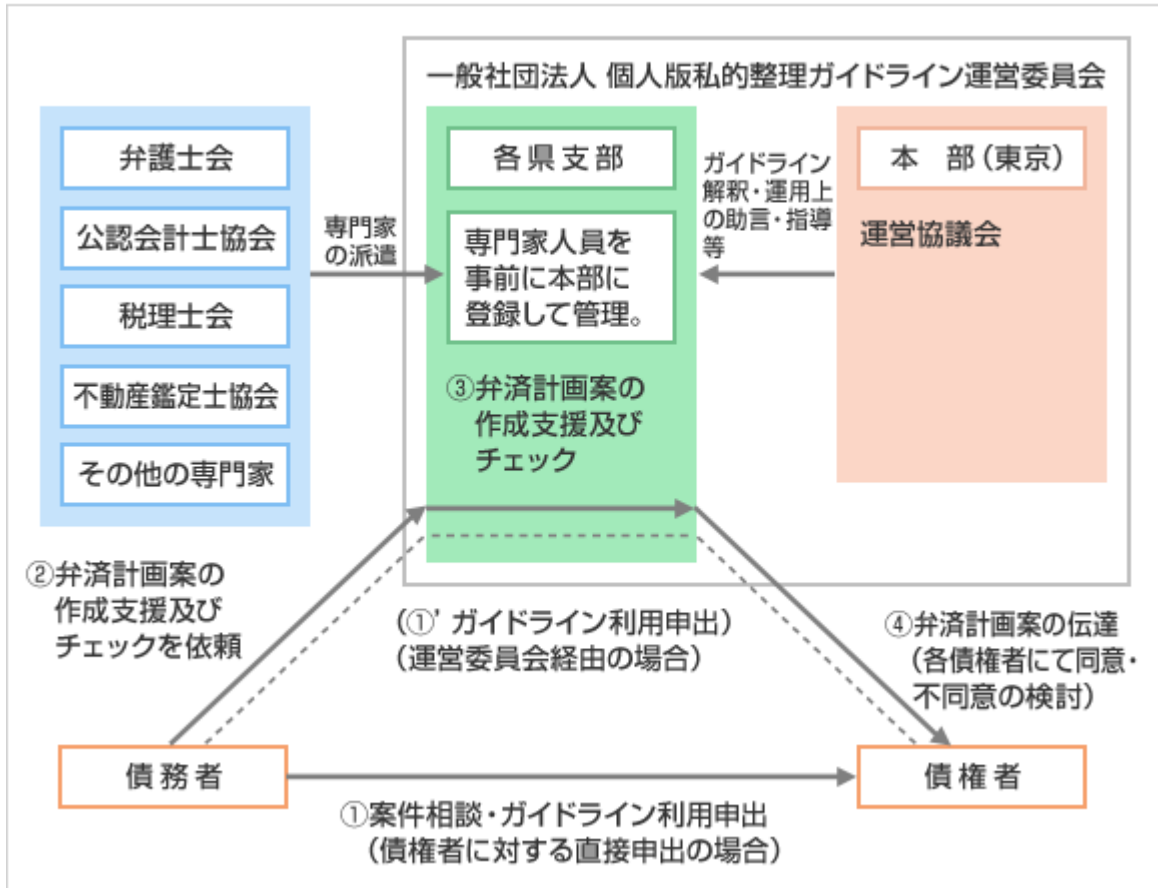 一般社団法人 個人版私的整理ガイドライン運営委員会
弁護士会
公認会計士協会
税理士会
不動産鑑定士協会
その他の専門家
専門家
の派遣
各県支部
専門家人員を
事前に本部に
登録して管理。
③弁済計画案の
作成支援及び
チェック
ガイドライン
解釈・運用上
の助言・指導
等
本 部（東京）
運営協議会
②弁済計画案の
作成支援及び
チェックを依頼
（①’ ガイドライン利用申出）
（運営委員会経由の場合）
④弁済計画案の伝達
（各債権者にて同意・
不同意の検討）
債務者
債権者
①案件相談・ガイドライン利用申出
（債権者に対する直接申出の場合）